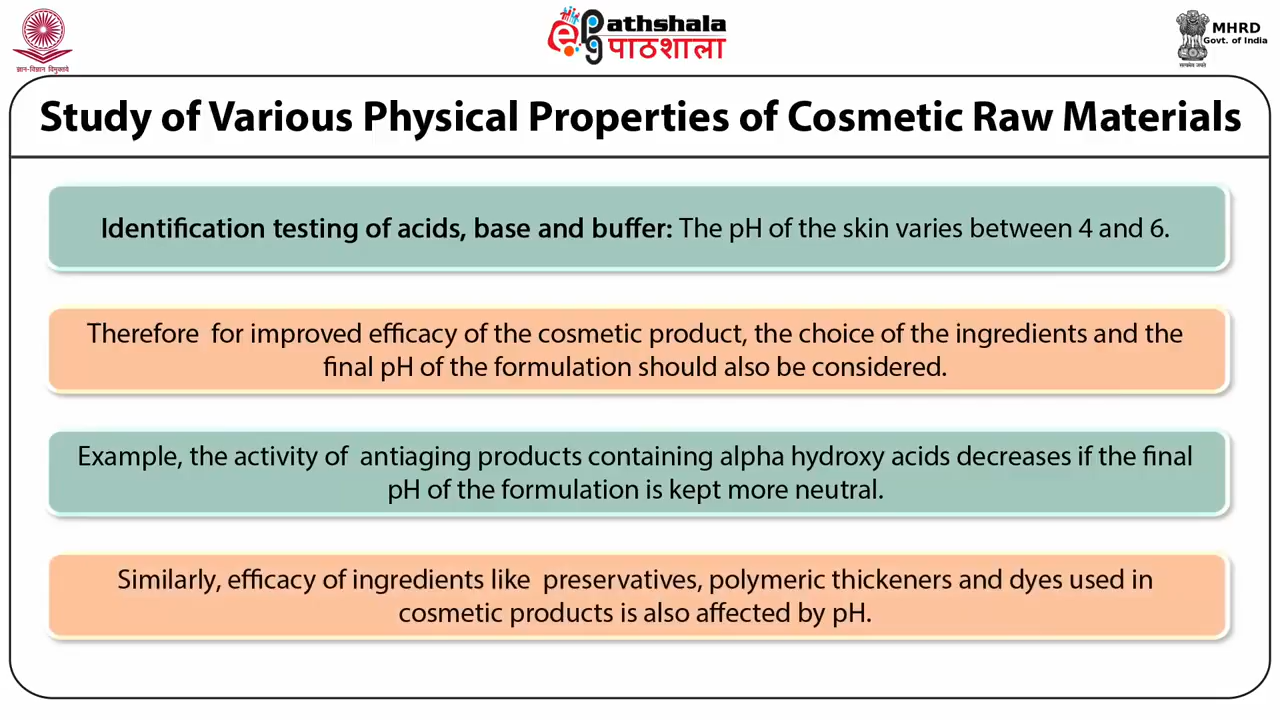 ePathshala
पाठशाला
MHRD
Govt. of India
ज्ञान-विज्ञान विमुक्तये
सत्यमेव जयते
Study of Various Physical Properties of Cosmetic Raw Materials
Identification testing of acids, base and buffer: The pH of the skin varies between 4 and 6.
Therefore for improved efficacy of the cosmetic product, the choice of the ingredients and the
final pH of the formulation should also be considered.
Example, the activity of antiaging products containing alpha hydroxy acids decreases if the final
pH of the formulation is kept more neutral.
Similarly, efficacy of ingredients like preservatives, polymeric thickeners and dyes used in
cosmetic products is also affected by pH.